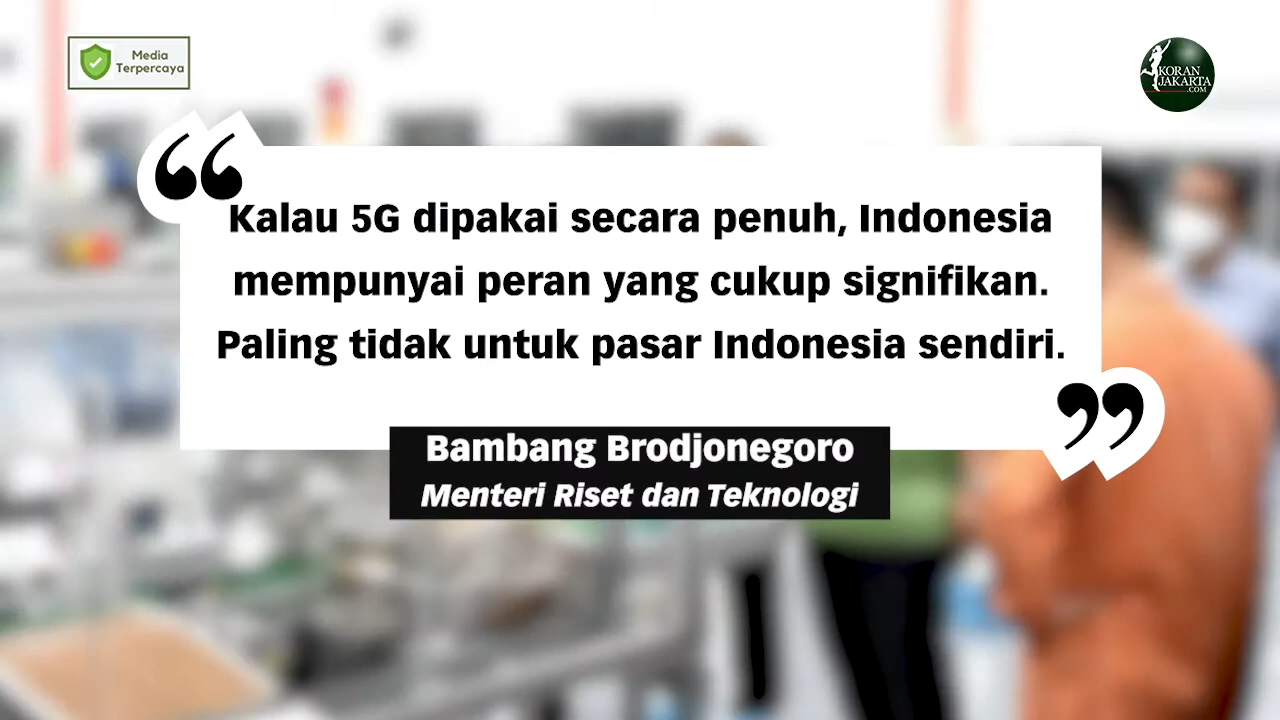 Media
Terpercaya
KORAN
JAKARTA
.COM
“
Kalau 5G dipakai secara penuh, Indonesia
mempunyai peran yang cukup signifikan.
Paling tidak untuk pasar Indonesia sendiri.
”
Bambang Brodjonegoro
Menteri Riset dan Teknologi